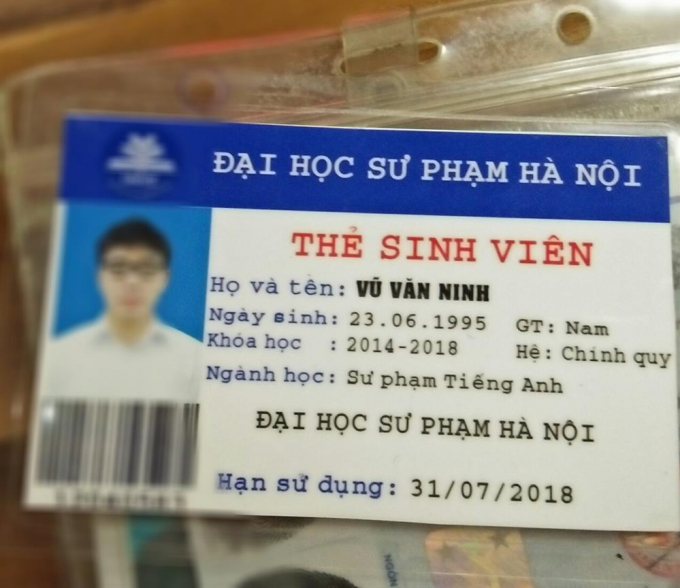 ĐẠI HỌC SƯ PHẠM HÀ NỘI
THẺ SINH VIÊN
Họ và tên: VŨ VĂN NINH
Ngày sinh: 23.06.1995 GT: Nam
Khóa học : 2014-2018 Hệ: Chính quy
Ngành học: Sư phạm Tiếng Anh
ĐẠI HỌC SƯ PHẠM HÀ NỘI
Hạn sử dụng: 31/07/2018
NGÓN